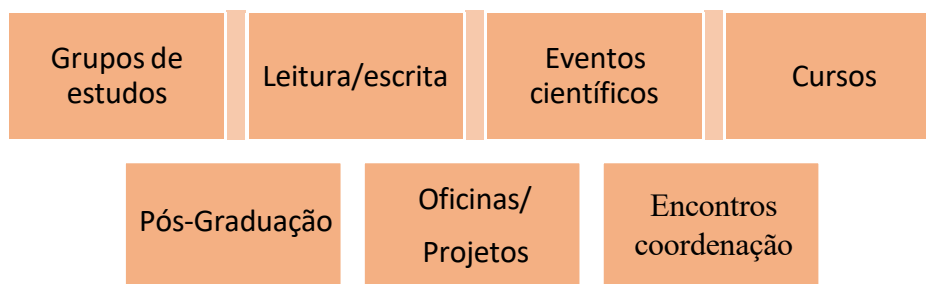 Grupos de
estudos
Leitura/escrita
Eventos
científicos
Cursos
Pós-Graduação
Oficinas/
Projetos
Encontros
coordenação